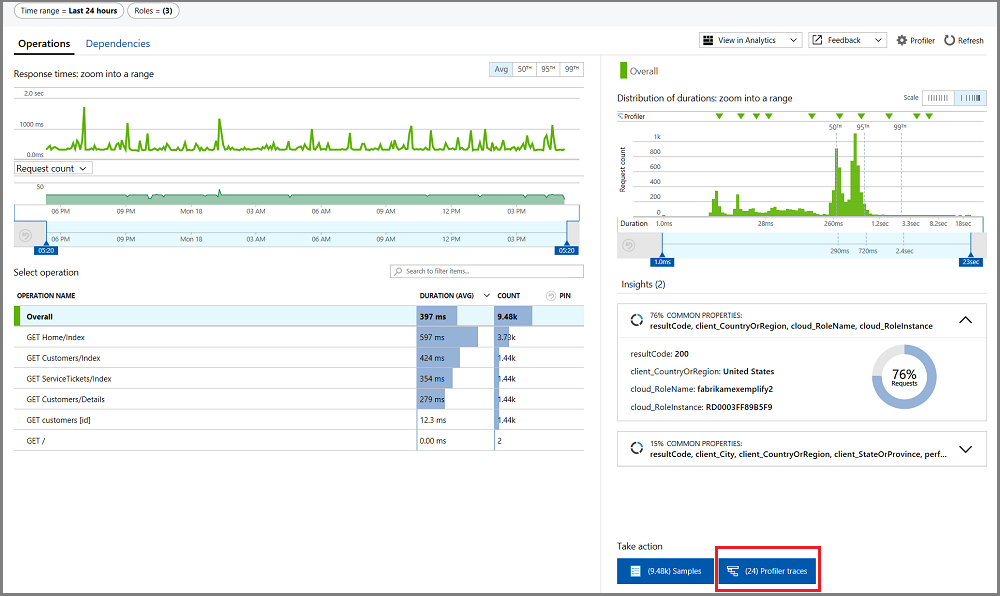 Time range = Last 24 hours
Roles = (3)
Operations
Dependencies
View in Analytics
Feedback
Profiler
Refresh
Response times: zoom into a range
Avg 50TH 95TH 99TH
2.0 sec
1000 ms
0.0ms
Request count
50
06 PM 09 PM Mon 18 03 AM 06 AM 09 AM 12 PM 03 PM
06 PM 09 PM Mon 18 03 AM 06 AM 09 AM 12 PM 03 PM
05:20 05:20
Select operation
Search to filter items...
OPERATION NAME DURATION (AVG) COUNT PIN
Overall 397 ms 9.48k
GET Home/Index 597 ms 3.73k
GET Customers/Index 424 ms 1.44k
GET ServiceTickets/Index 354 ms 1.44k
GET Customers/Details 279 ms 1.44k
GET customers [id] 12.3 ms 1.44k
GET / 0.00 ms 2
Overall
Distribution of durations: zoom into a range
Scale
Profiler
50TH 95TH 99TH
Request count
1k
800
600
400
200
0
Duration 1.0ms 28ms 260ms 1.2sec 3.3sec 8.2sec 18sec
290ms 720ms 2.4sec
1.0ms 23sec
Insights (2)
76% COMMON PROPERTIES:
resultCode, client_CountryOrRegion, cloud_RoleName, cloud_RoleInstance
resultCode: 200
client_CountryOrRegion: United States
cloud_RoleName: fabrikamexemplify2
cloud_RoleInstance: RD0003FF89B5F9
76%
Requests
15% COMMON PROPERTIES:
resultCode, client_City, client_CountryOrRegion, client_StateOrProvince, perf...
Take action
(9.48k) Samples
(24) Profiler traces